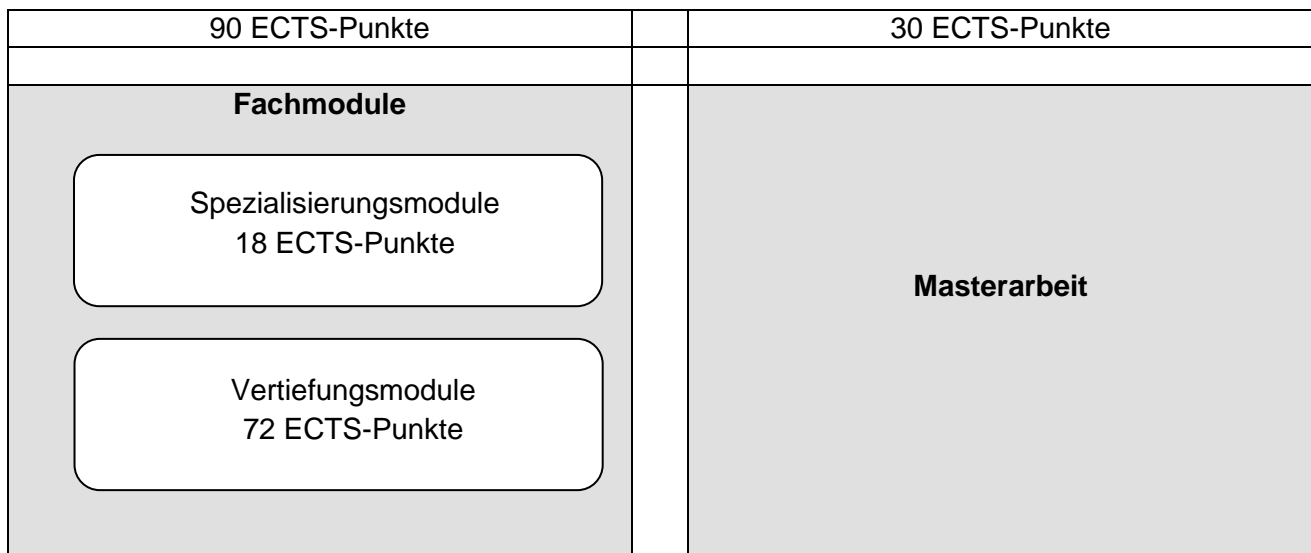 90 ECTS-Punkte
30 ECTS-Punkte
Fachmodule
Spezialisierungsmodule
18 ECTS-Punkte
Masterarbeit
Vertiefungsmodule
72 ECTS-Punkte